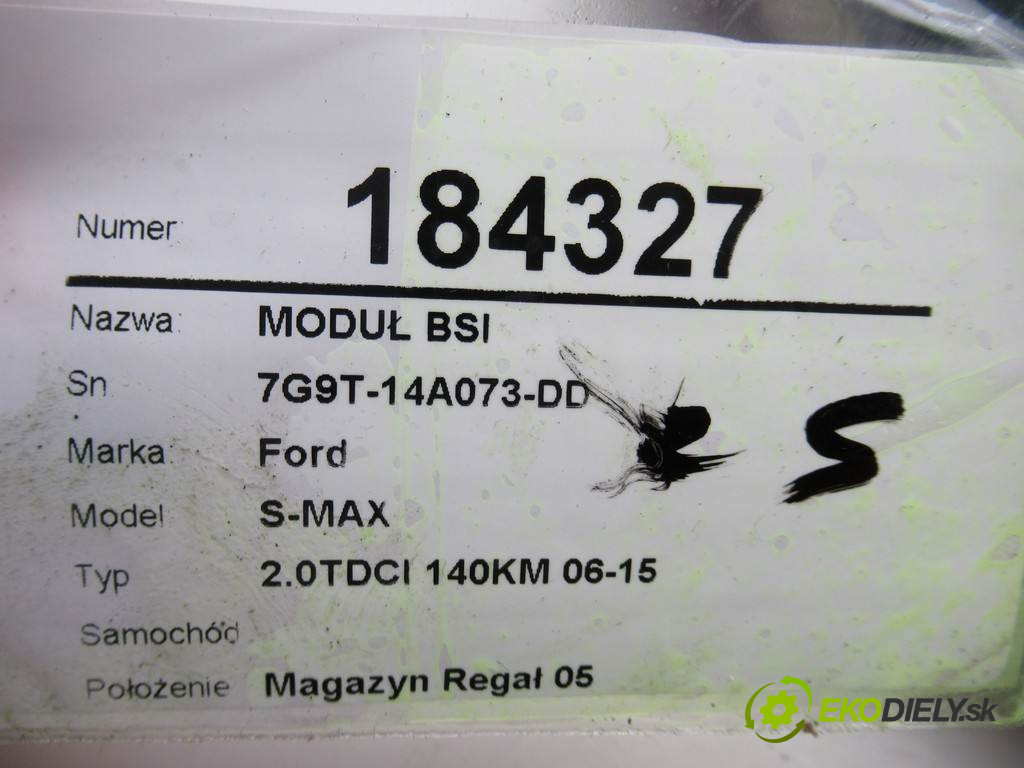 Numer: 184327
Nazwa: MODUŁ BSI
Sn 7G9T-14A073-DD
Marka: Ford
Model S-MAX
Typ 2.0TDCI 140KM 06-15
Samochód
Położenie Magazyn Regał 05
EKODIELY.sk